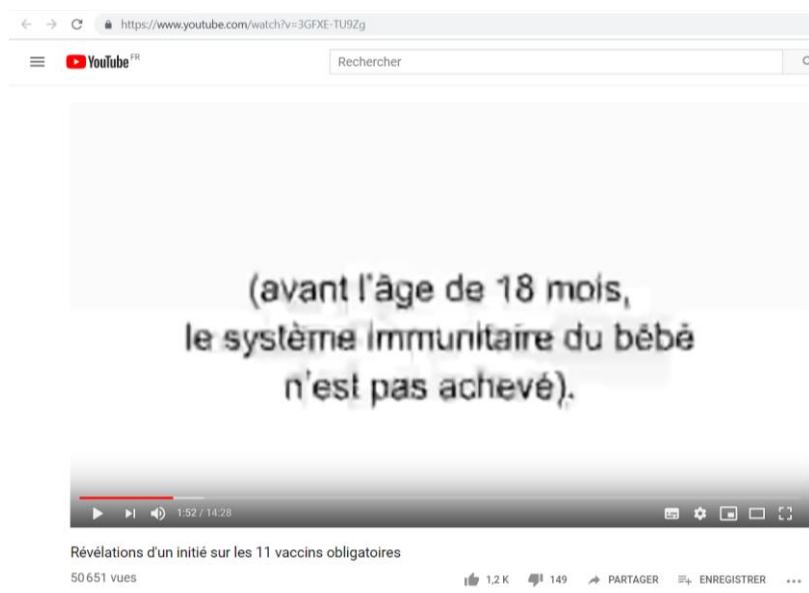 https://www.youtube.com/watch?v=3GFXE-TU9Zg
YouTube FR
Rechercher
(avant l'âge de 18 mois,
le système immunitaire du bébé
n'est pas achevé).
1:52 / 14:28
Révélations d'un initié sur les 11 vaccins obligatoires
50 651 vues
1,2 K 149 PARTAGER ENREGISTRER ...